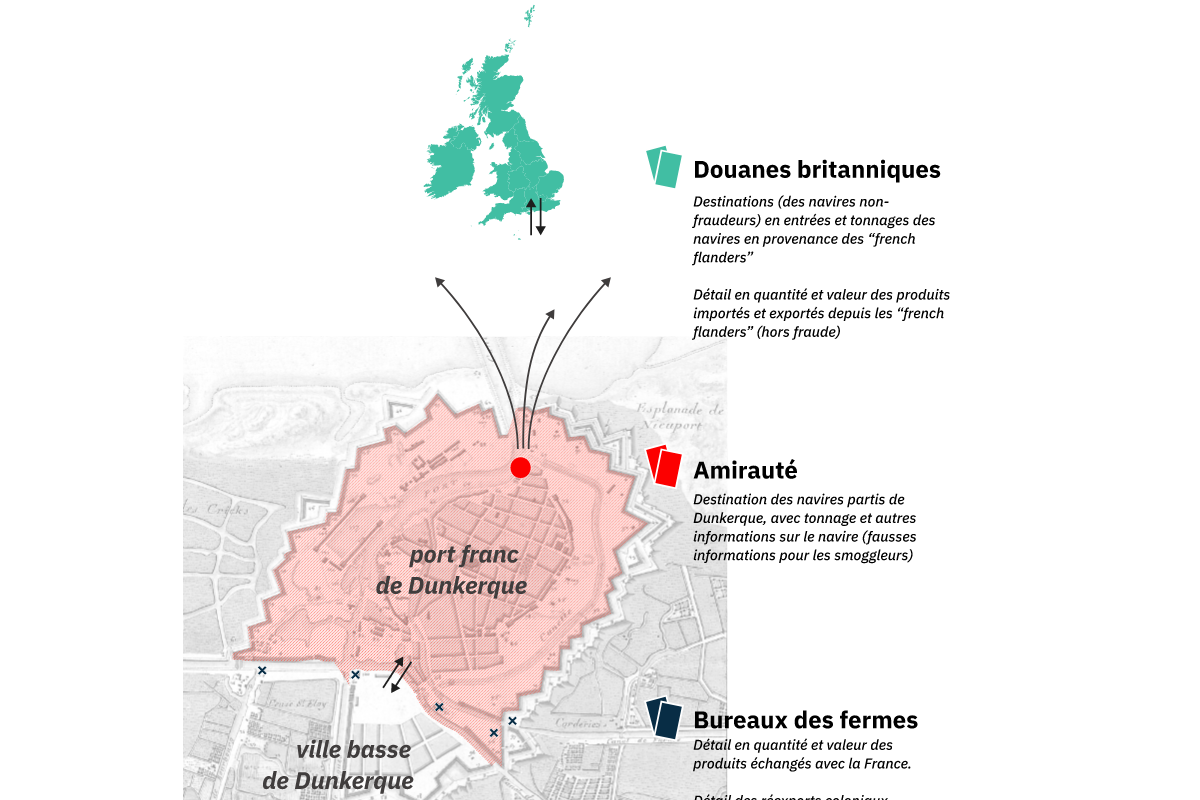 Douanes britanniques
Destinations (des navires non-
fraudeurs) en entrées et tonnages des
navires en provenance des “french
flanders”
Détail en quantité et valeur des produits
importés et exportés depuis les “french
flanders” (hors fraude)
Esplanade de
Nieuport
Amirauté
Destination des navires partis de
Dunkerque, avec tonnage et autres
informations sur le navire (fausses
informations pour les smoggleurs)
port franc
de Dunkerque
Bureaux des fermes
Détail en quantité et valeur des
produits échangés avec la France.
Détail des réexports coloniaux
ville basse
de Dunkerque